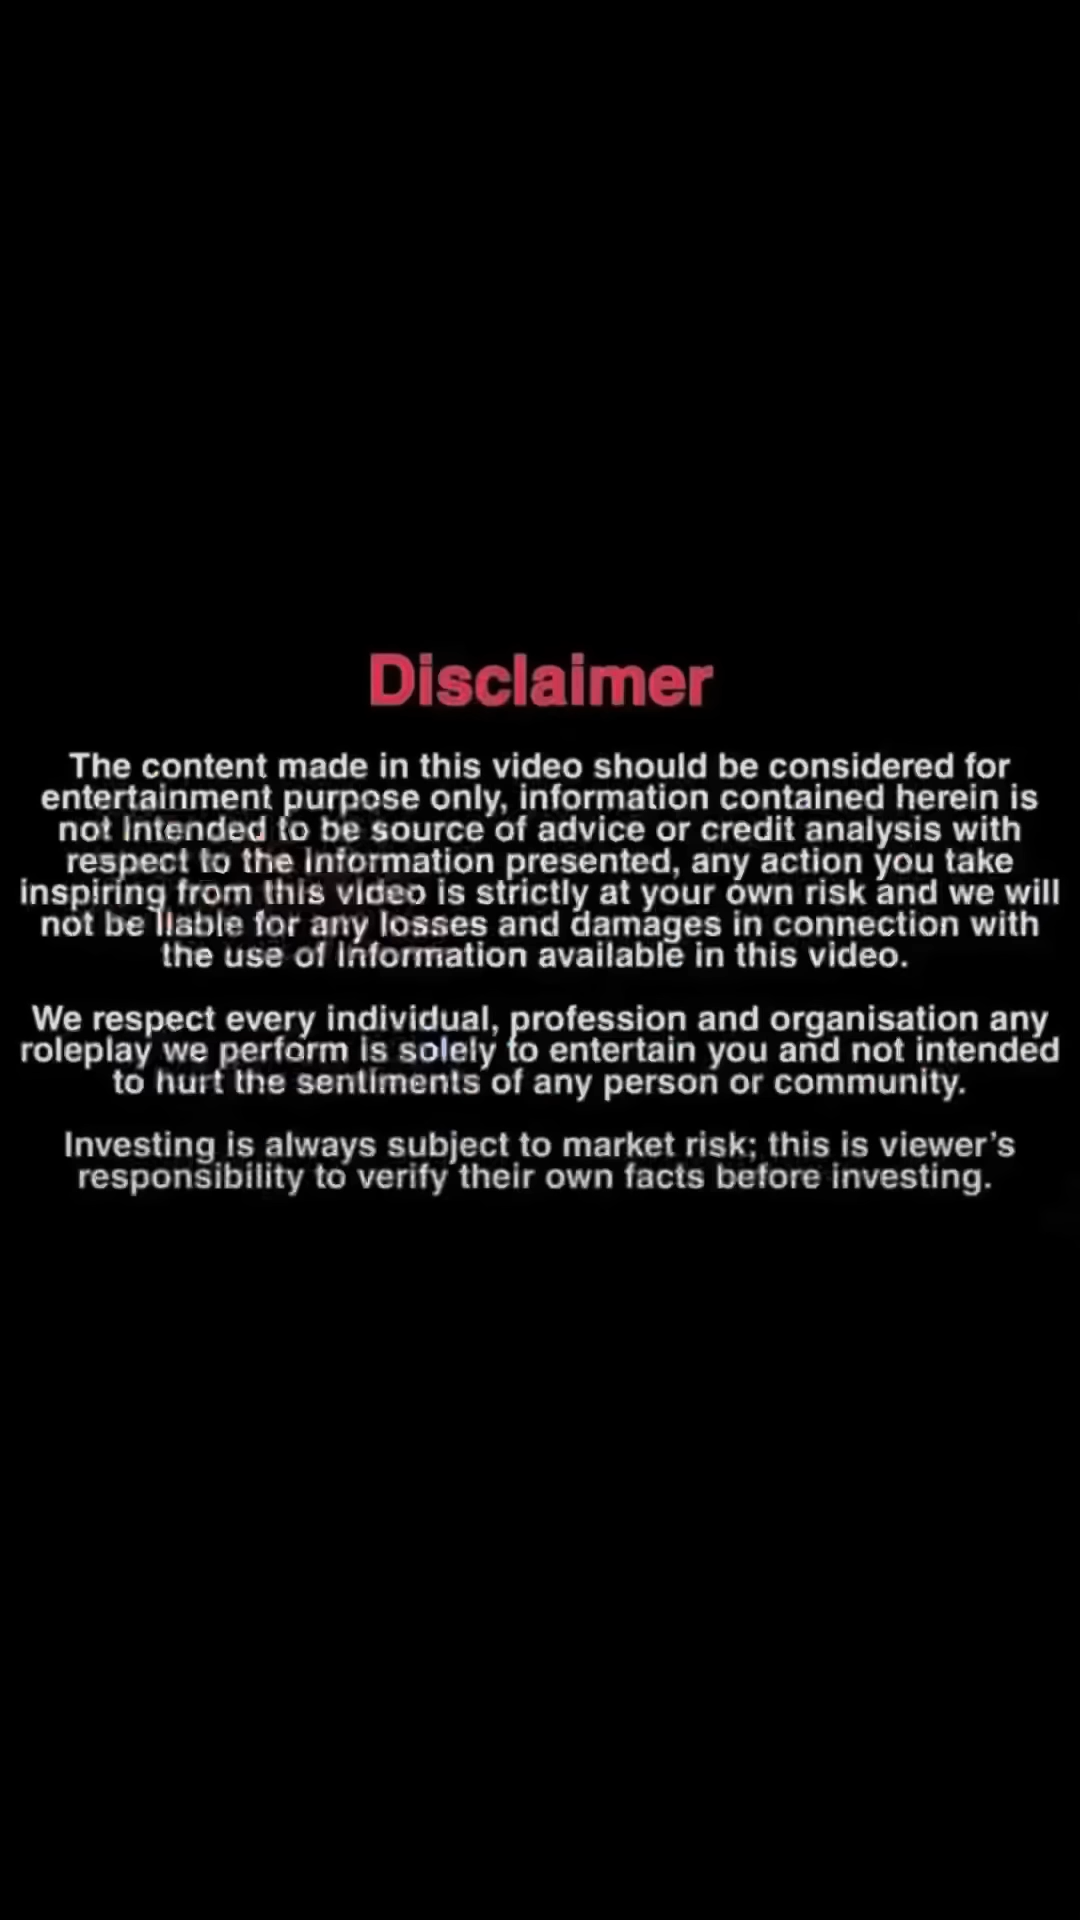 Disclaimer
The content made in this video should be considered for
entertainment purpose only, information contained herein is
not Intended to be source of advice or credit analysis with
respect to the Information presented, any action you take
inspiring from this video is strictly at your own risk and we will
not be liable for any losses and damages in connection with
the use of Information available in this video.
We respect every individual, profession and organisation any
roleplay we perform is solely to entertain you and not intended
to hurt the sentiments of any person or community.
Investing is always subject to market risk; this is viewer's
responsibility to verify their own facts before investing.